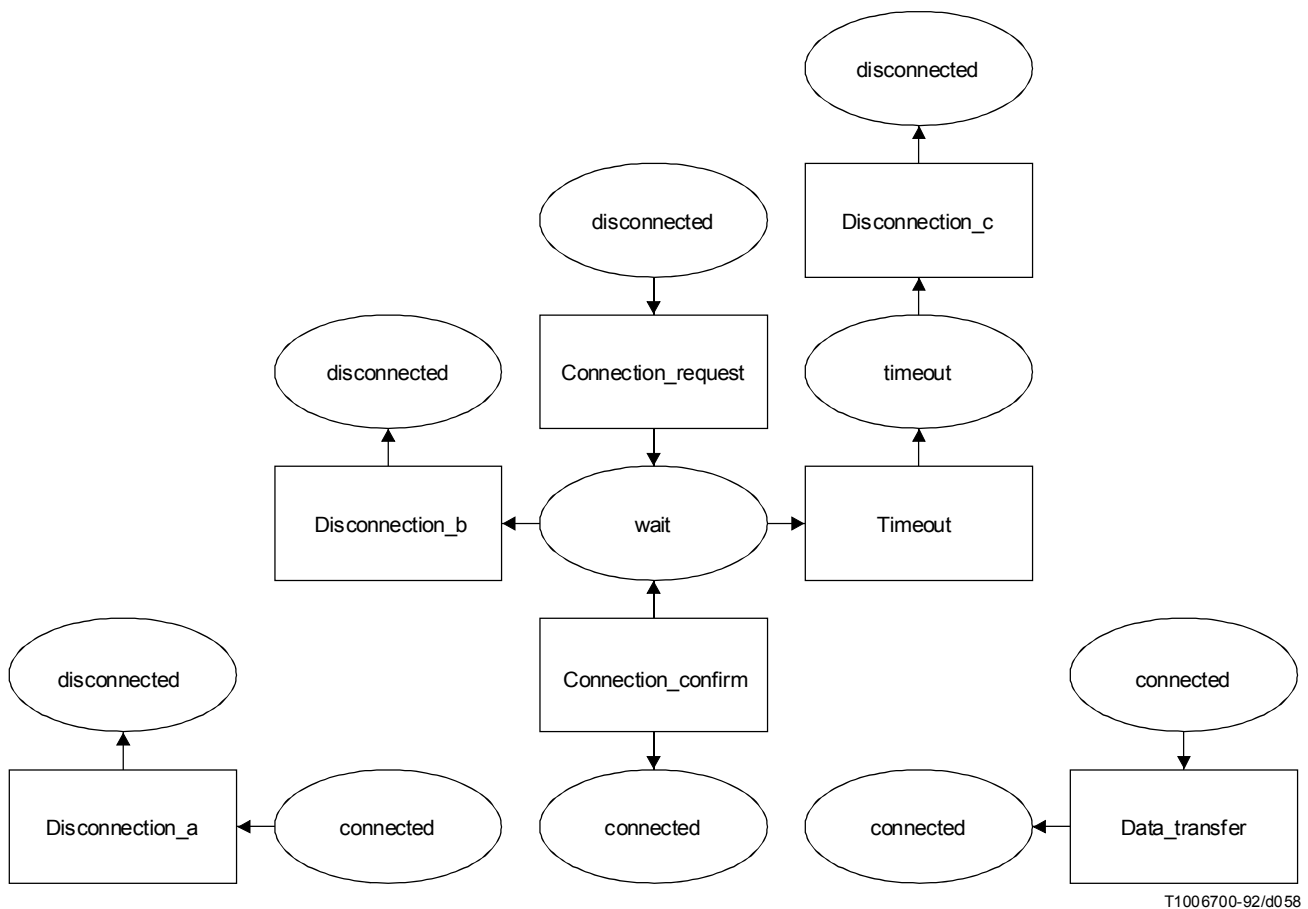 disconnected
disconnected
Disconnection_c
disconnected
Connection_request
timeout
Disconnection_b
wait
Timeout
disconnected
Connection_confirm
connected
Disconnection_a
connected
connected
connected
Data_transfer
T1006700-92/d058